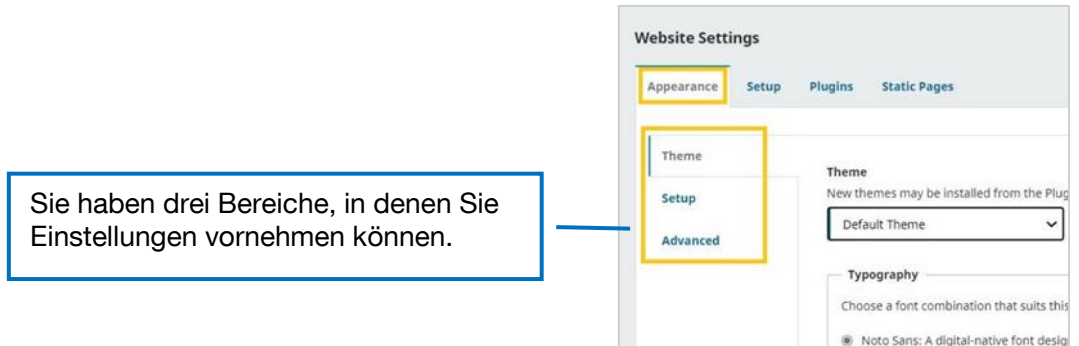 Website Settings
Appearance Setup Plugins Static Pages
Theme
Setup
Advanced
Theme
New themes may be installed from the
Default Theme
Typography
Choose a font combination that suits this
Noto Sans: A digital-native font
Sie haben drei Bereiche, in denen Sie
Einstellungen vornehmen können.